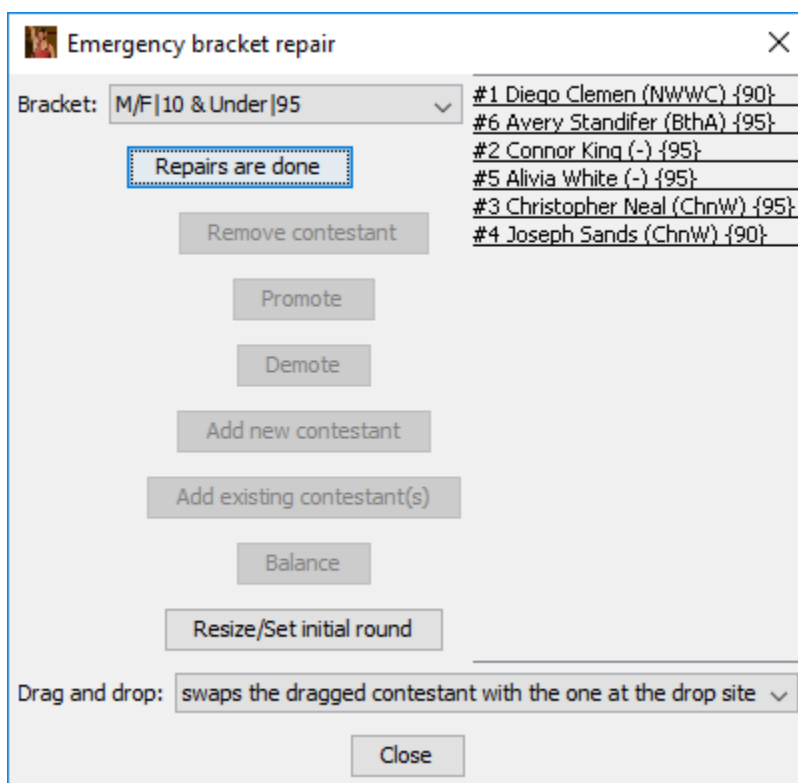 Emergency bracket repair
Bracket: M/F|10 & Under|95
Repairs are done
Remove contestant
Promote
Demote
Add new contestant
Add existing contestant(s)
Balance
Resize/Set initial round
#1 Diego Clemen (NWWC) {90}
#6 Avery Standifer (BthA) {95}
#2 Connor King (-) {95}
#5 Alivia White (-) {95}
#3 Christopher Neal (ChnW) {95}
#4 Joseph Sands (ChnW) {90}
Drag and drop: swaps the dragged contestant with the one at the drop site
Close